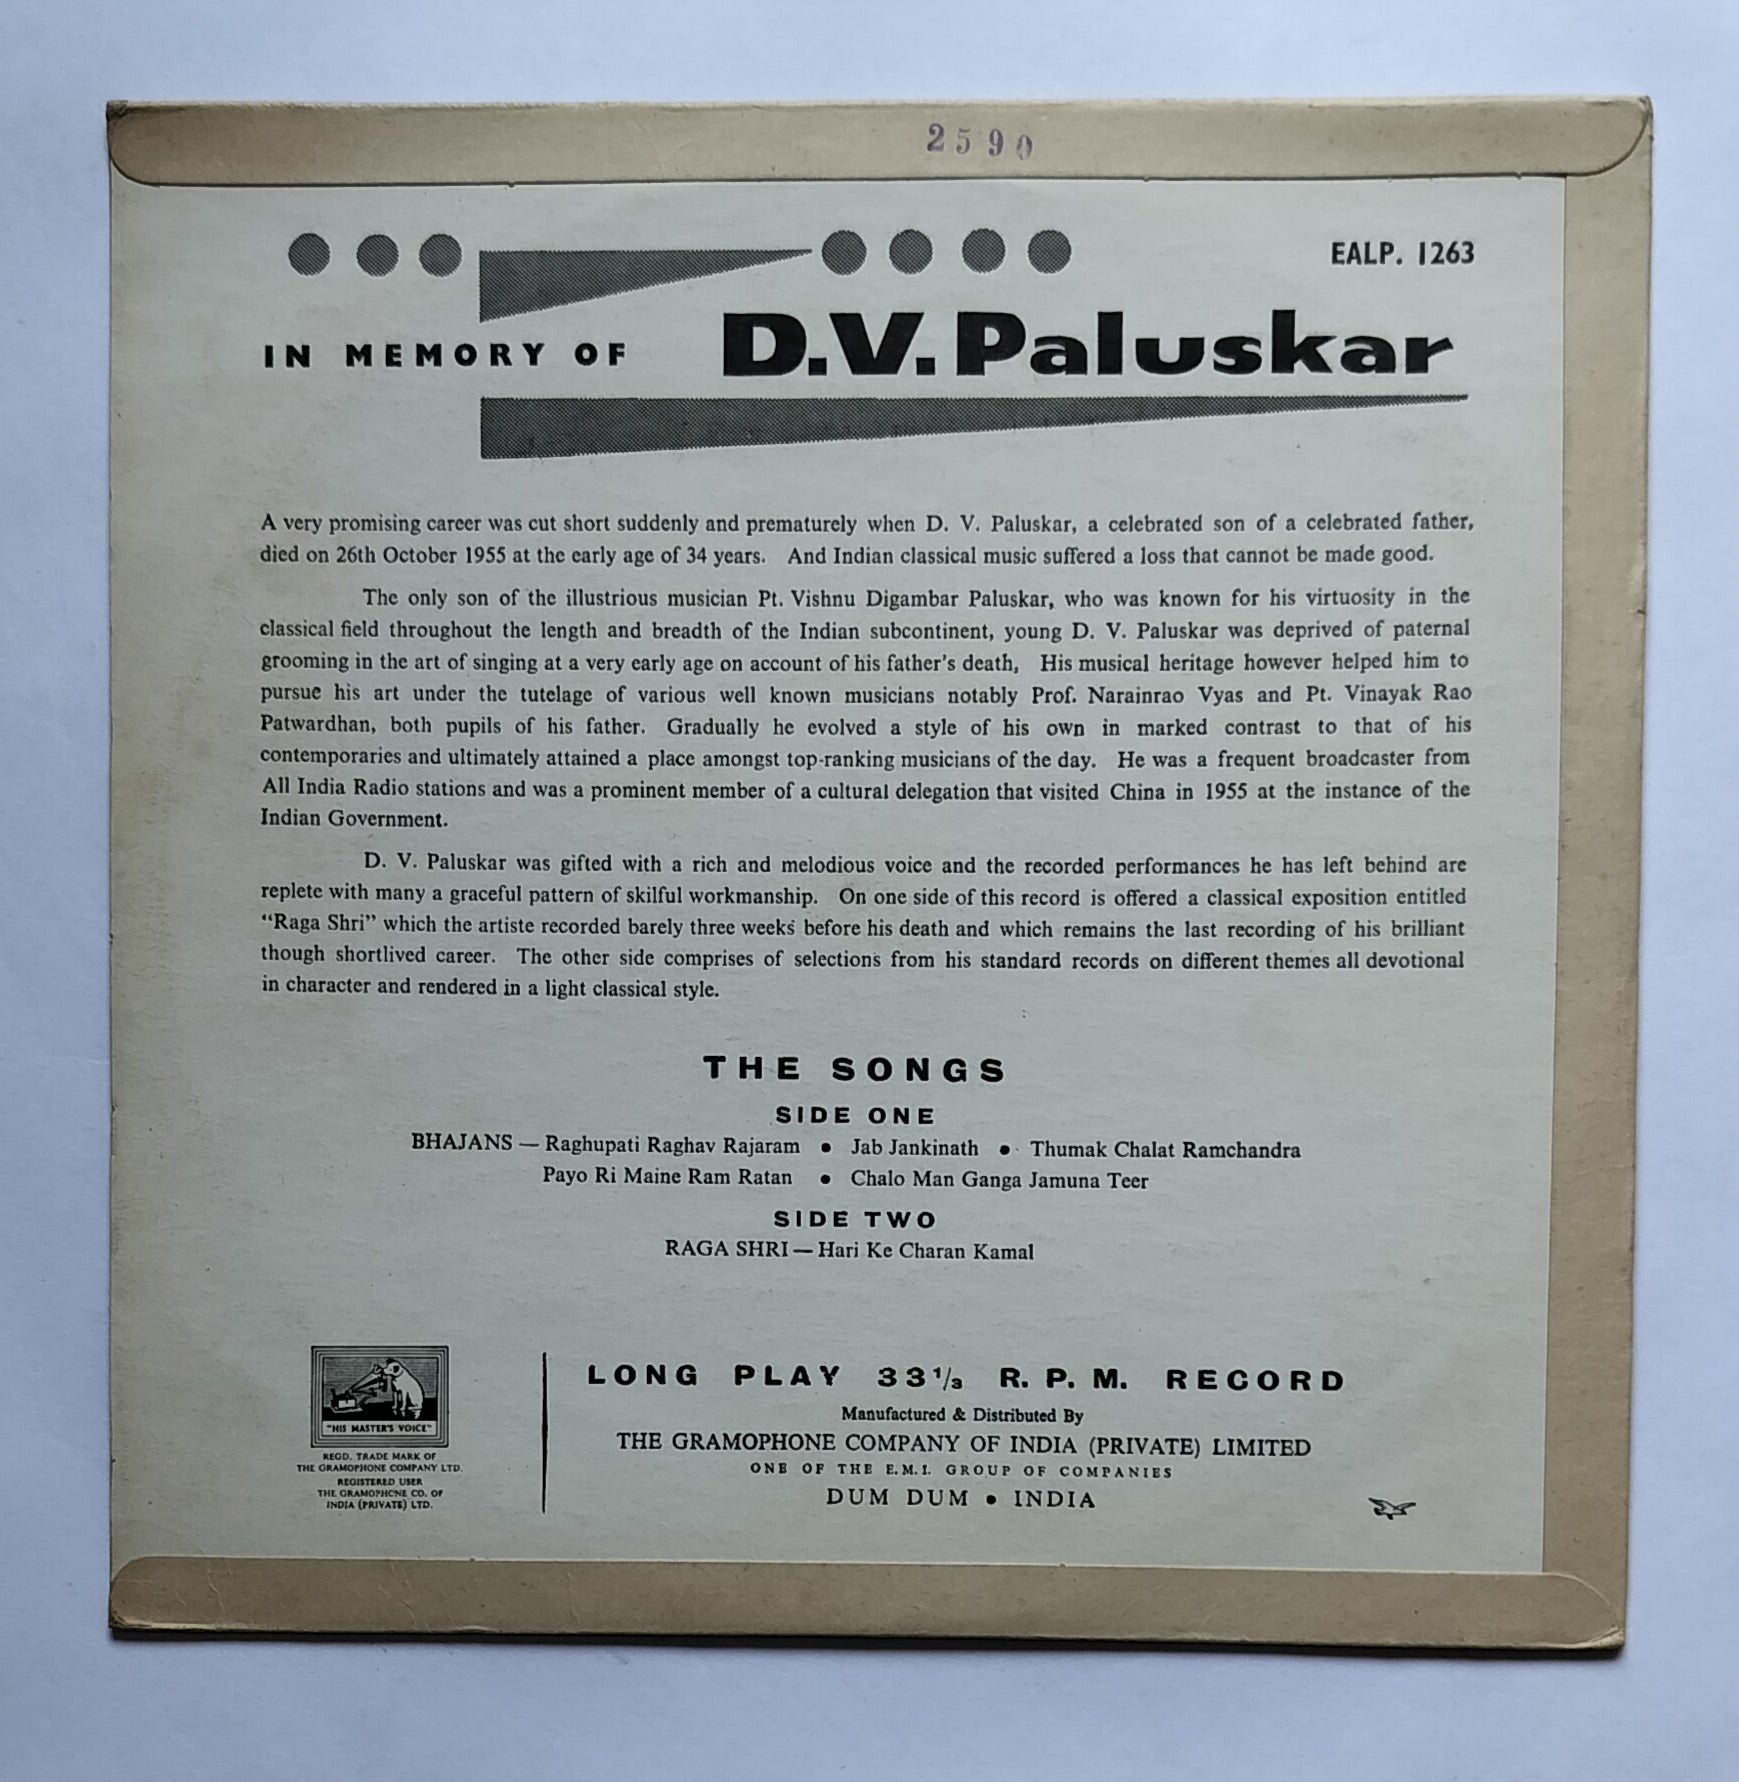 2590
EALP. 1263
IN MEMORY OF D.V. Paluskar
A very promising career was cut short suddenly and prematurely when D. V. Paluskar, a celebrated son of a celebrated father,
died on 26th October 1955 at the early age of 34 years. And Indian classical music suffered a loss that cannot be made good.
The only son of the illustrious musician Pt. Vishnu Digambar Paluskar, who was known for his virtuosity in the
classical field throughout the length and breadth of the Indian subcontinent, young D. V. Paluskar was deprived of paternal
grooming in the art of singing at a very early age on account of his father's death, His musical heritage however helped him to
pursue his art under the tutelage of various well known musicians notably Prof. Narainrao Vyas and Pt. Vinayak Rao
Patwardhan, both pupils of his father. Gradually he evolved a style of his own in marked contrast to that of his
contemporaries and ultimately attained a place amongst top-ranking musicians of the day. He was a frequent broadcaster from
All India Radio stations and was a prominent member of a cultural delegation that visited China in 1955 at the instance of the
Indian Government.
D. V. Paluskar was gifted with a rich and melodious voice and the recorded performances he has left behind are
replete with many a graceful pattern of skilful workmanship. On one side of this record is offered a classical exposition entitled
“Raga Shri” which the artiste recorded barely three weeks before his death and which remains the last recording of his brilliant
though shortlived career. The other side comprises of selections from his standard records on different themes all devotional
in character and rendered in a light classical style.
THE SONGS
SIDE ONE
BHAJANS — Raghupati Raghav Rajaram • Jab Jankinath • Thumak Chalat Ramchandra
Payo Ri Maine Ram Ratan • Chalo Man Ganga Jamuna Teer
SIDE TWO
RAGA SHRI — Hari Ke Charan Kamal
"HIS MASTER'S VOICE"
REGD. TRADE MARK OF
THE GRAMOPHONE COMPANY LTD.
REGISTERED USER
THE GRAMOPHONE CO. OF
INDIA (PRIVATE) LTD.
LONG PLAY 33⅓ R. P. M. RECORD
Manufactured & Distributed By
THE GRAMOPHONE COMPANY OF INDIA (PRIVATE) LIMITED
ONE OF THE E.M.I. GROUP OF COMPANIES
DUM DUM • INDIA